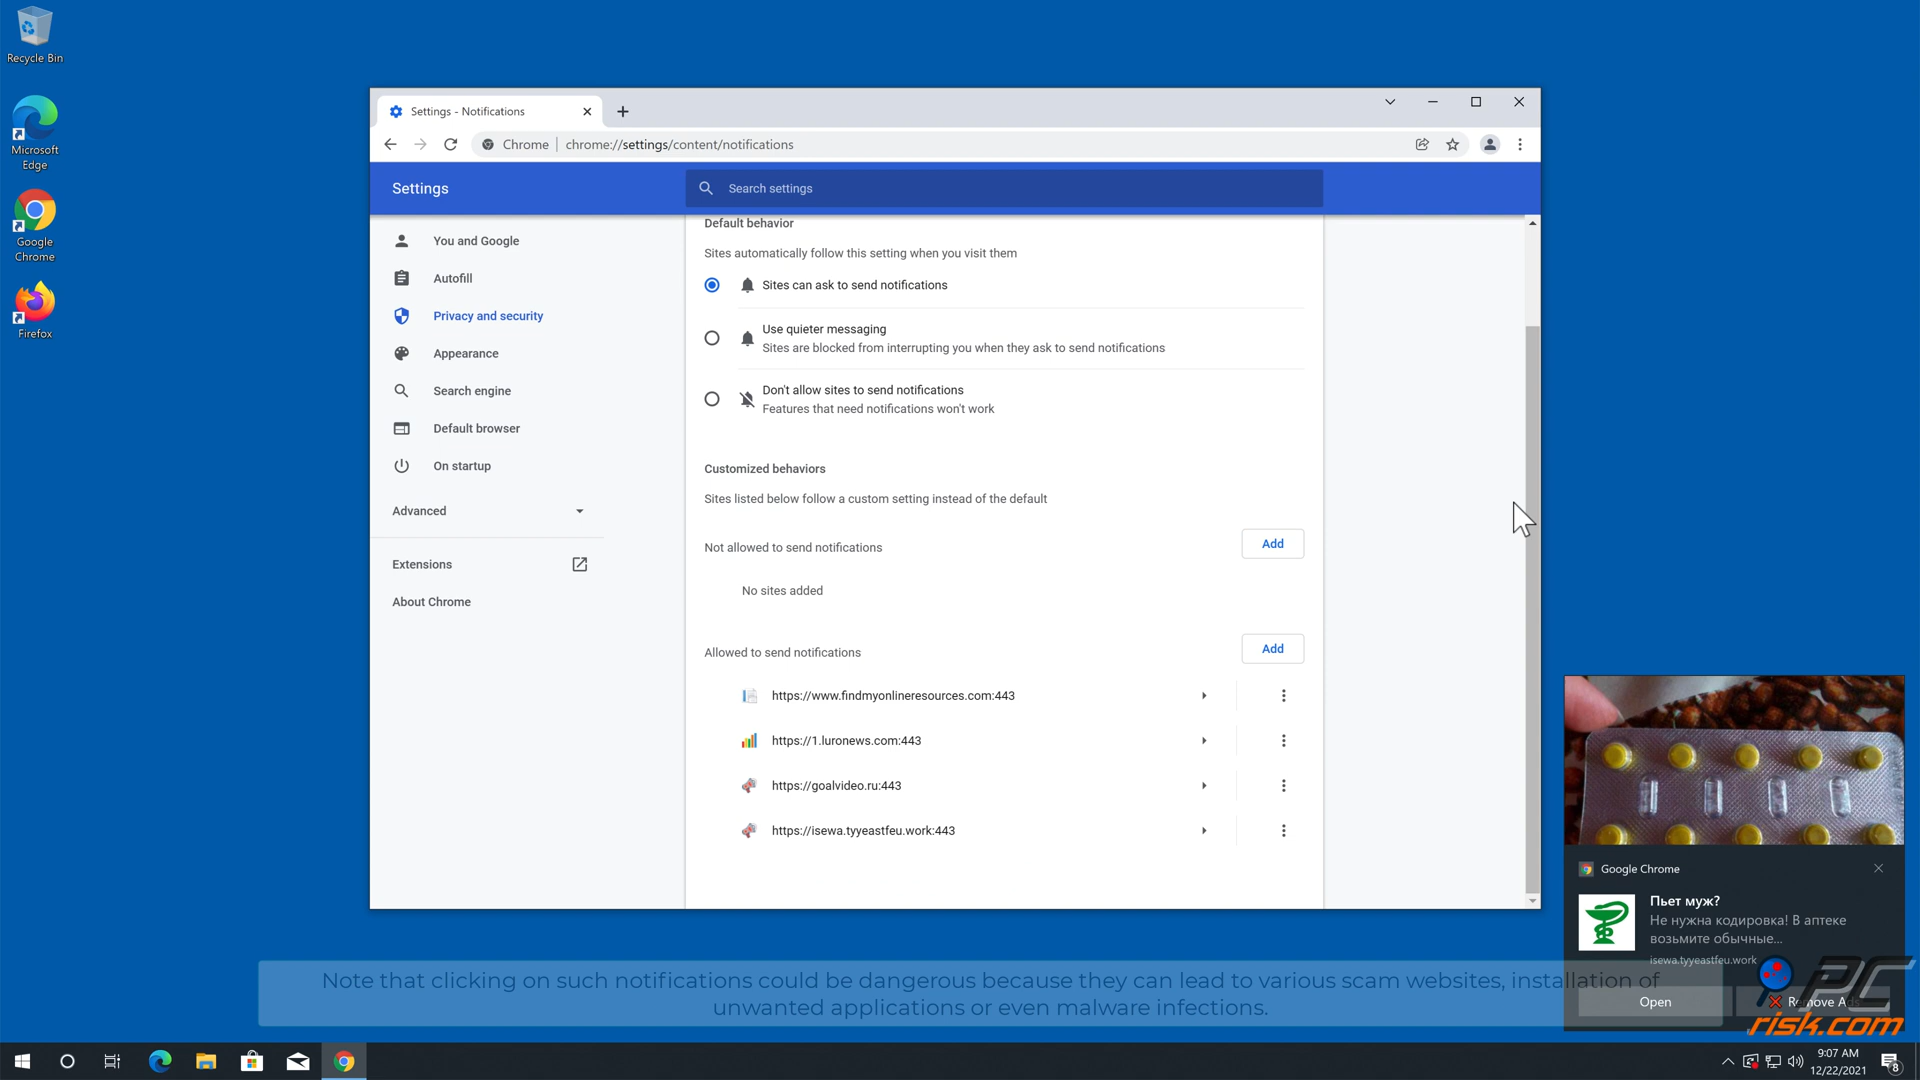 Recycle Bin
Microsoft
Edge
Google
Chrome
Firefox
Settings - Notifications
Chrome
chrome://settings/content/notifications
Settings
Search settings
You and Google
Autofill
Privacy and security
Appearance
Search engine
Default browser
On startup
Advanced
Extensions
About Chrome
Default behavior
Sites automatically follow this setting when you visit them
Sites can ask to send notifications
Use quieter messaging
Sites are blocked from interrupting you when they ask to send notifications
Don't allow sites to send notifications
Features that need notifications won't work
Customized behaviors
Sites listed below follow a custom setting instead of the default
Not allowed to send notifications
Add
No sites added
Allowed to send notifications
Add
https://www.findmyonlineresources.com:443
https://1.luronews.com:443
https://goalvideo.ru:443
https://isewa.tyyeastfeu.work:443
Google Chrome
Пьет муж?
Не нужна кодировка! В аптеке
возьмите обычные...
isewa.tyyeastfeu.work
Open
Remove Ads
PC
risk.com
Note that clicking on such notifications could be dangerous because they can lead to various scam websites, installation of
unwanted applications or even malware infections.
9:07 AM
12/22/2021
8